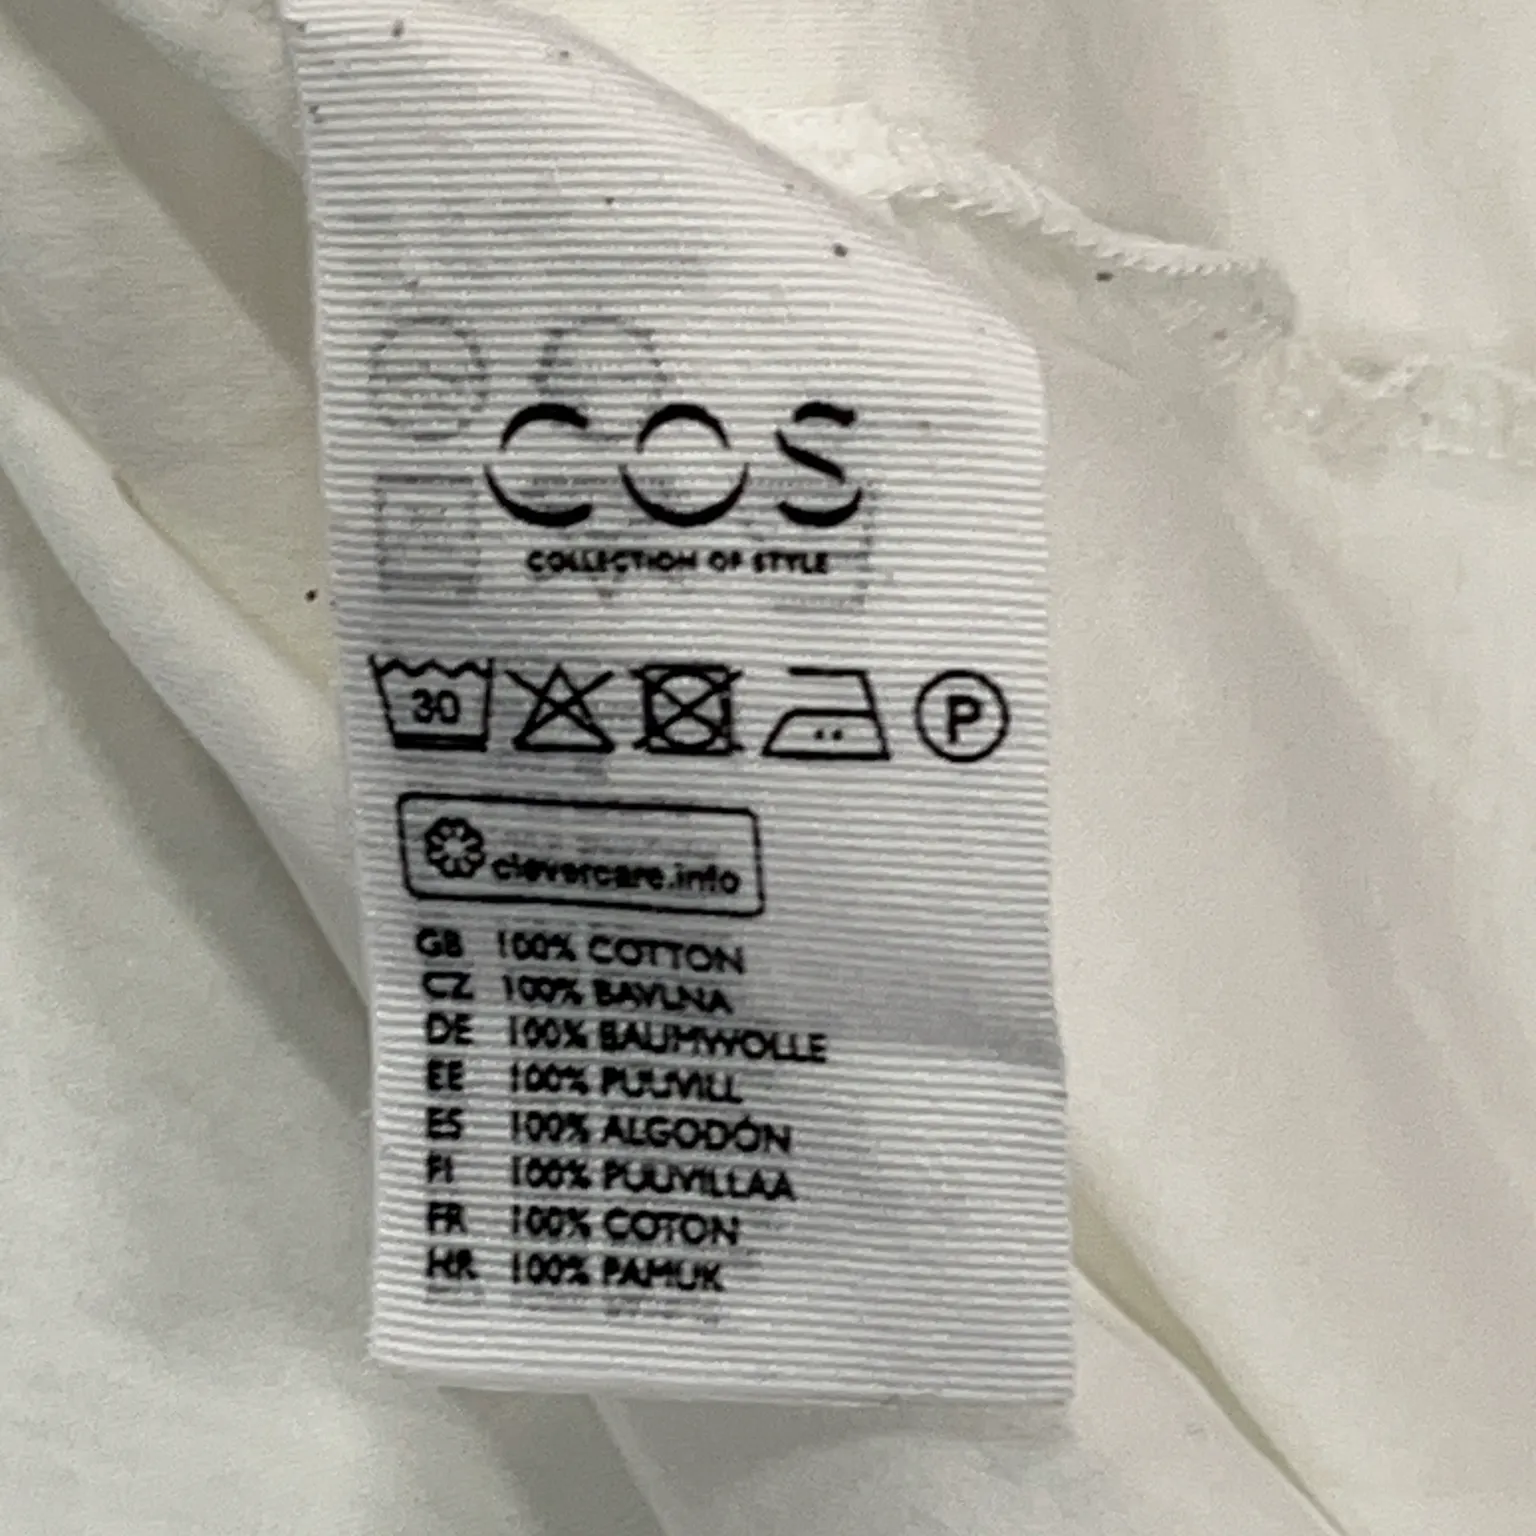 COS
COLLECTION OF STYLE
30
P
clevercare.info
GB 100% COTTON
CZ 100% BAVLNA
DE 100% BAUMWOLLE
EE 100% PUUVILL
ES 100% ALGODÓN
FI 100% PUUVILLAA
FR 100% COTON
HR 100% PAMUK